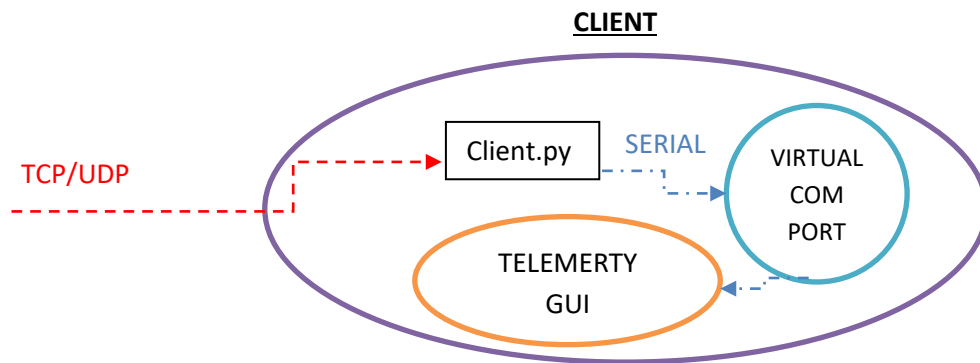 CLIENT
TCP/UDP
Client.py
SERIAL
VIRTUAL
COM
PORT
TELEMERTY
GUI